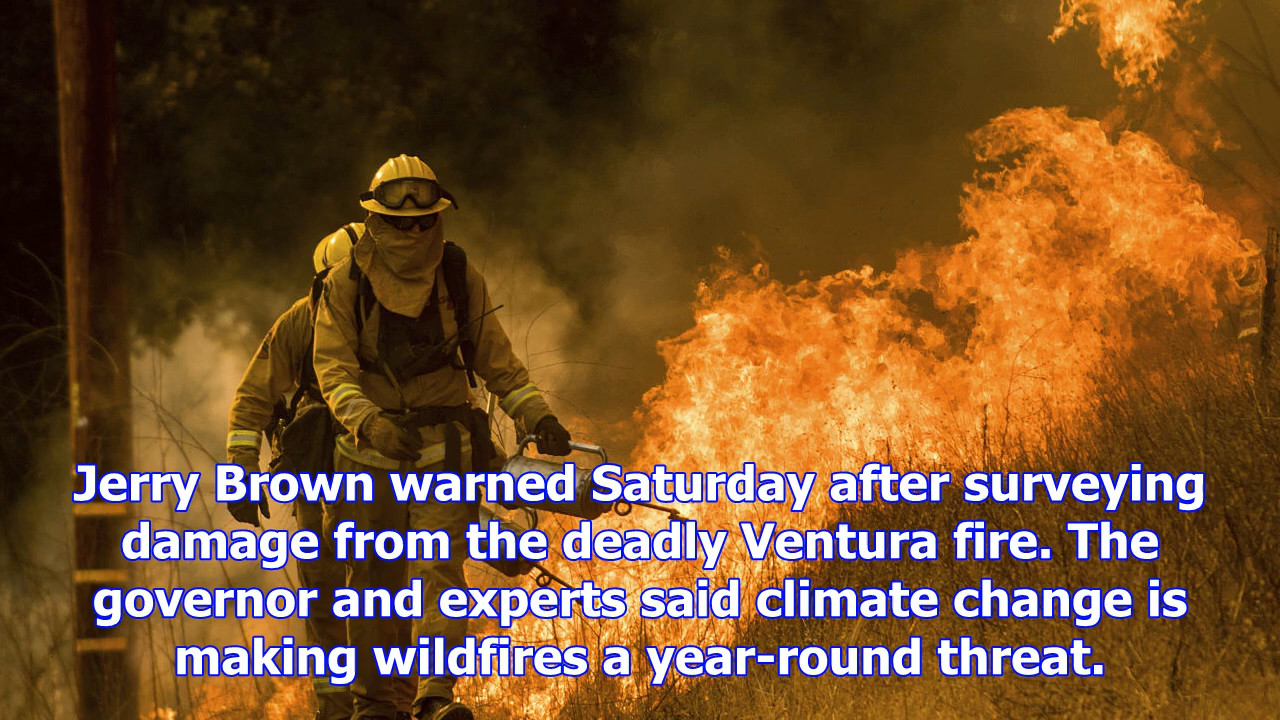 Jerry Brown warned Saturday after surveying
damage from the deadly Ventura fire. The
governor and experts said climate change is
making wildfires a year-round threat.